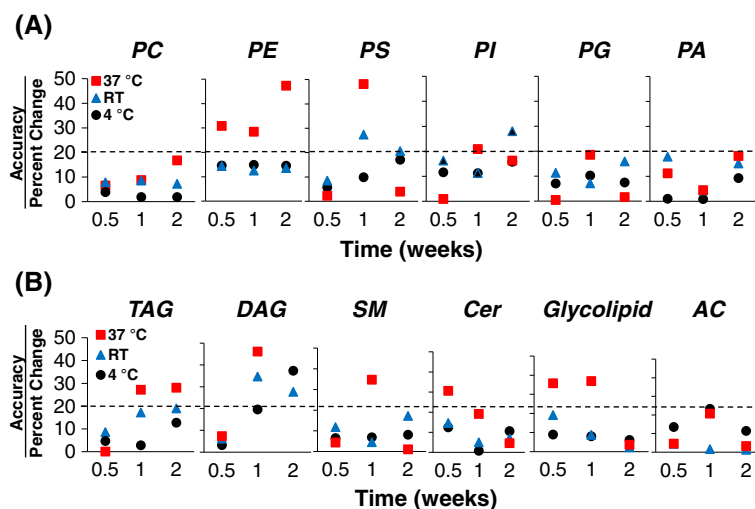 (A)
PC PE PS PI PG PA
Accuracy
Percent Change
50
40
30
20
10
0
37 °C
RT
4 °C
0.5 1 2 0.5 1 2 0.5 1 2 0.5 1 2 0.5 1 2 0.5 1 2
Time (weeks)
(B)
TAG DAG SM Cer Glycolipid AC
Accuracy
Percent Change
50
40
30
20
10
0
37 °C
RT
4 °C
0.5 1 2 0.5 1 2 0.5 1 2 0.5 1 2 0.5 1 2 0.5 1 2
Time (weeks)